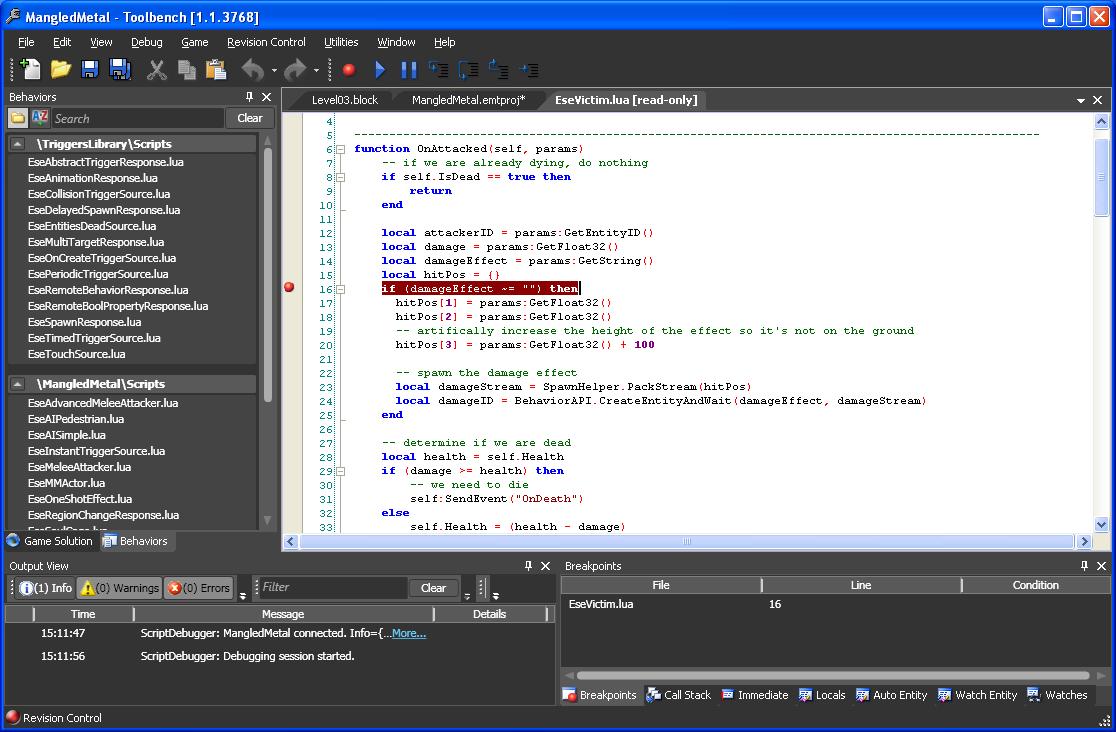 MangledMetal - Toolbench [1.1.3768]
File Edit View Debug Game Revision Control Utilities Window Help
Behaviors
Search Clear
\TriggersLibrary\Scripts
EseAbstractTriggerResponse.lua
EseAnimationResponse.lua
EseCollisionTriggerSource.lua
EseDelayedSpawnResponse.lua
EseEntitiesDeadSource.lua
EseMultiTargetResponse.lua
EseOnCreateTriggerSource.lua
EsePeriodicTriggerSource.lua
EseRemoteBehaviorResponse.lua
EseRemoteBoolPropertyResponse.lua
EseSpawnResponse.lua
EseTimedTriggerSource.lua
EseTouchSource.lua
\MangledMetal\Scripts
EseAdvancedMeleeAttacker.lua
EseAIPedestrian.lua
EseAISimple.lua
EseInstantTriggerSource.lua
EseMeleeAttacker.lua
EseMMActor.lua
EseOneShotEffect.lua
EseRegionChangeResponse.lua
Game Solution Behaviors
Level03.block MangledMetal.emtproj* EseVictim.lua [read-only]
4
5 --------------------------------------------------------------------------------------------------
6 function OnAttacked(self, params)
7 -- if we are already dying, do nothing
8 if self.IsDead == true then
9 return
10 end
11
12 local attackerID = params:GetEntityID()
13 local damage = params:GetFloat32()
14 local damageEffect = params:GetString()
15 local hitPos = {}
16 if (damageEffect ~= "") then
17 hitPos[1] = params:GetFloat32()
18 hitPos[2] = params:GetFloat32()
19 -- artifically increase the height of the effect so it's not on the ground
20 hitPos[3] = params:GetFloat32() + 100
21
22 -- spawn the damage effect
23 local damageStream = SpawnHelper.PackStream(hitPos)
24 local damageID = BehaviorAPI.CreateEntityAndWait(damageEffect, damageStream)
25 end
26
27 -- determine if we are dead
28 local health = self.Health
29 if (damage >= health) then
30 -- we need to die
31 self:SendEvent("OnDeath")
32 else
33 self.Health = (health - damage)
Output View
(1) Info (0) Warnings (0) Errors Filter Clear
Time Message Details
15:11:47 ScriptDebugger: MangledMetal connected. Info={...More...
15:11:56 ScriptDebugger: Debugging session started.
Breakpoints
File Line Condition
EseVictim.lua 16
Breakpoints Call Stack Immediate Locals Auto Entity Watch Entity Watches
Revision Control